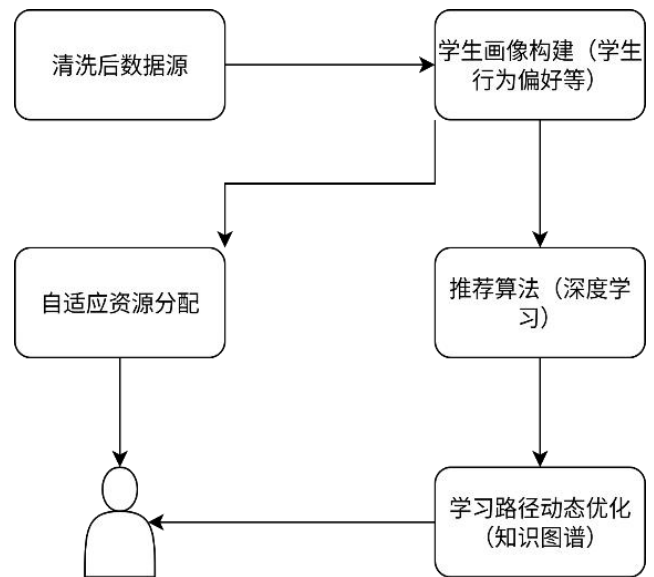 清洗后数据源
学生画像构建（学生
行为偏好等）
自适应资源分配
推荐算法（深度学
习）
学习路径动态优化
（知识图谱）